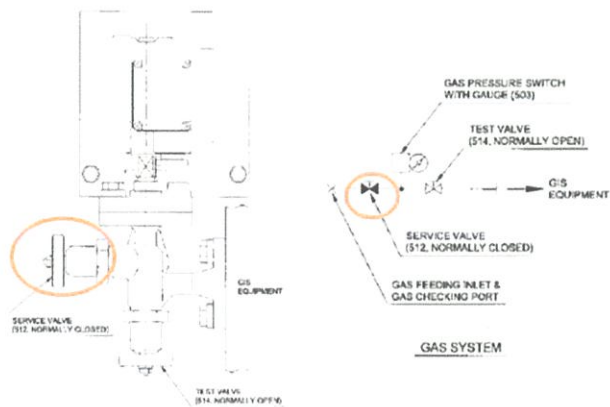 GIS
EQUIPMENT
SERVICE VALVE
(512, NORMALLY CLOSED)
TEST VALVE
(514, NORMALLY OPEN)
GAS PRESSURE SWITCH
WITH GAUGE (503)
TEST VALVE
(514, NORMALLY OPEN)
GIS
EQUIPMENT
SERVICE VALVE
(512, NORMALLY CLOSED)
GAS FEEDING INLET &
GAS CHECKING PORT
GAS SYSTEM